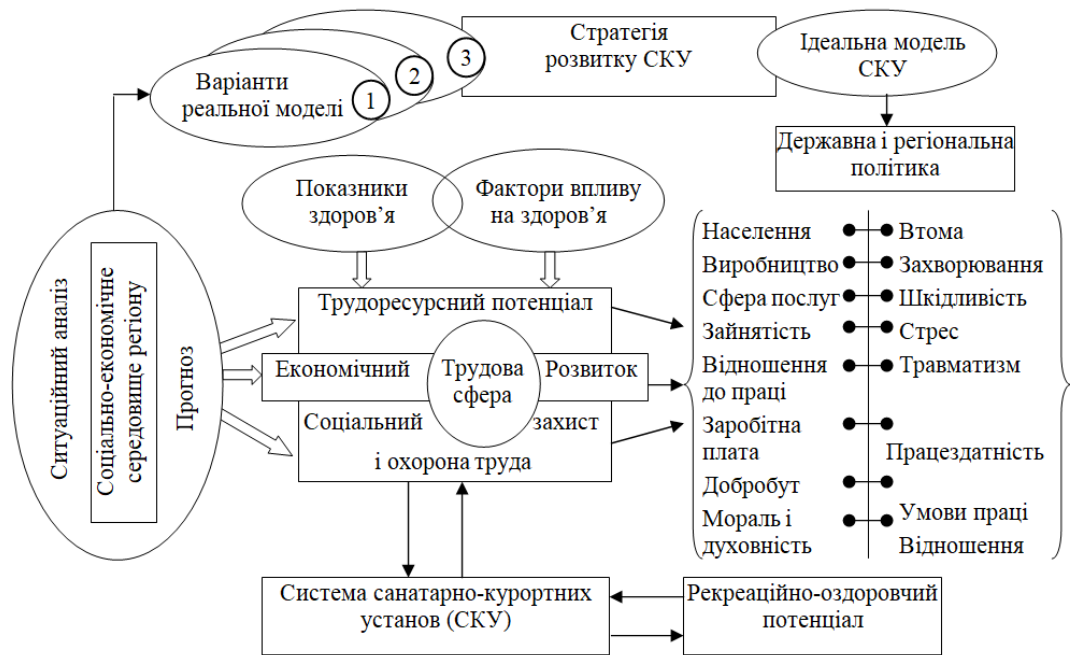 Варіанти
реальної моделі
1
2
3
Стратегія
розвитку СКУ
Ідеальна модель
СКУ
Державна і регіональна
політика
Показники
здоров’я
Фактори впливу
на здоров’я
Ситуаційний аналіз
Соціально-економічне
середовище регіону
Прогноз
Трудоресурсний потенціал
Економічний
Трудова
сфера
Розвиток
Соціальний
захист
і охорона труда
Населення
Виробництво
Сфера послуг
Зайнятість
Відношення
до праці
Заробітна
плата
Добробут
Мораль і
духовність
Втома
Захворювання
Шкідливість
Стрес
Травматизм
Працездатність
Умови праці
Відношення
Система санатарно-курортних
установ (СКУ)
Рекреаційно-оздоровчий
потенціал